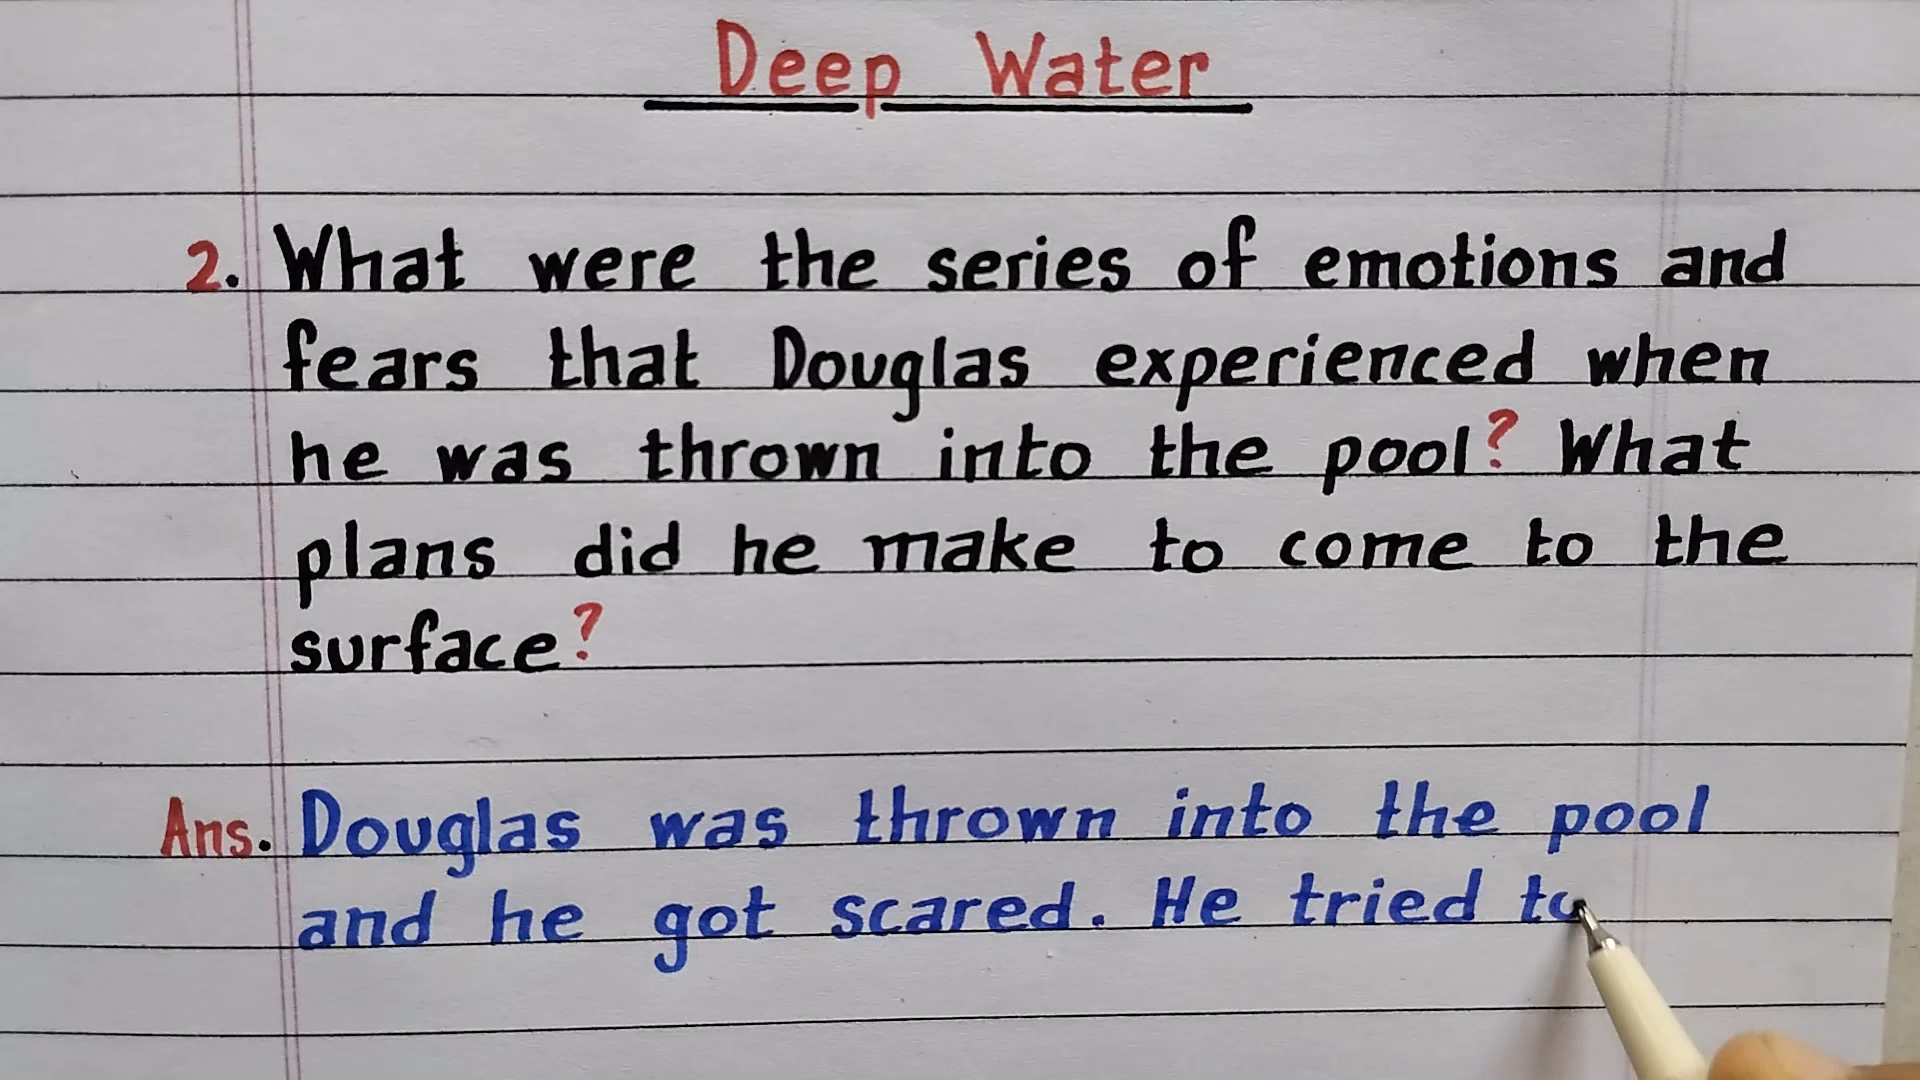 Deep Water
2. What were the series of emotions and
fears that Douglas experienced when
he was thrown into the pool? What
plans did he make to come to the
surface?
Ans. Douglas was thrown into the pool
and he got scared. He tried to